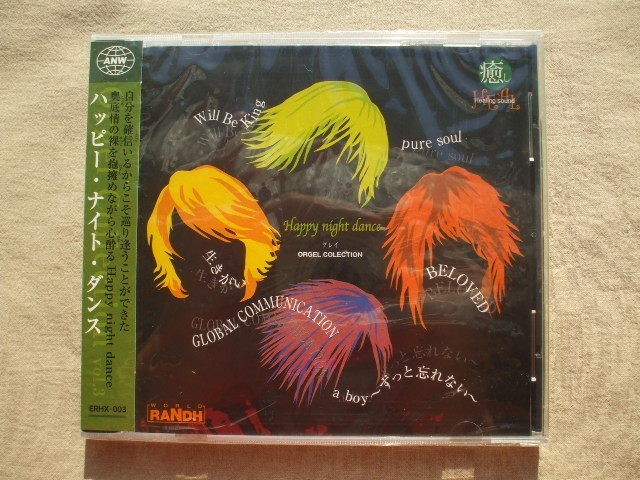 ANW
ハッピー・ナイト・ダンス
自分を確信いるからこそ巡り逢うことができた
奥底情の裸を抱擁めながら心酔る Happy night dance
vol.3
ERHX-003
Will Be King
癒し
HEAL
Healing sound
pure soul
Happy night dance
グレイ
ORGEL COLECTION
生きがい
BELOVED
GLOBAL COMMUNICATION
a boy～ずっと忘れない～
WORLD
RANDH